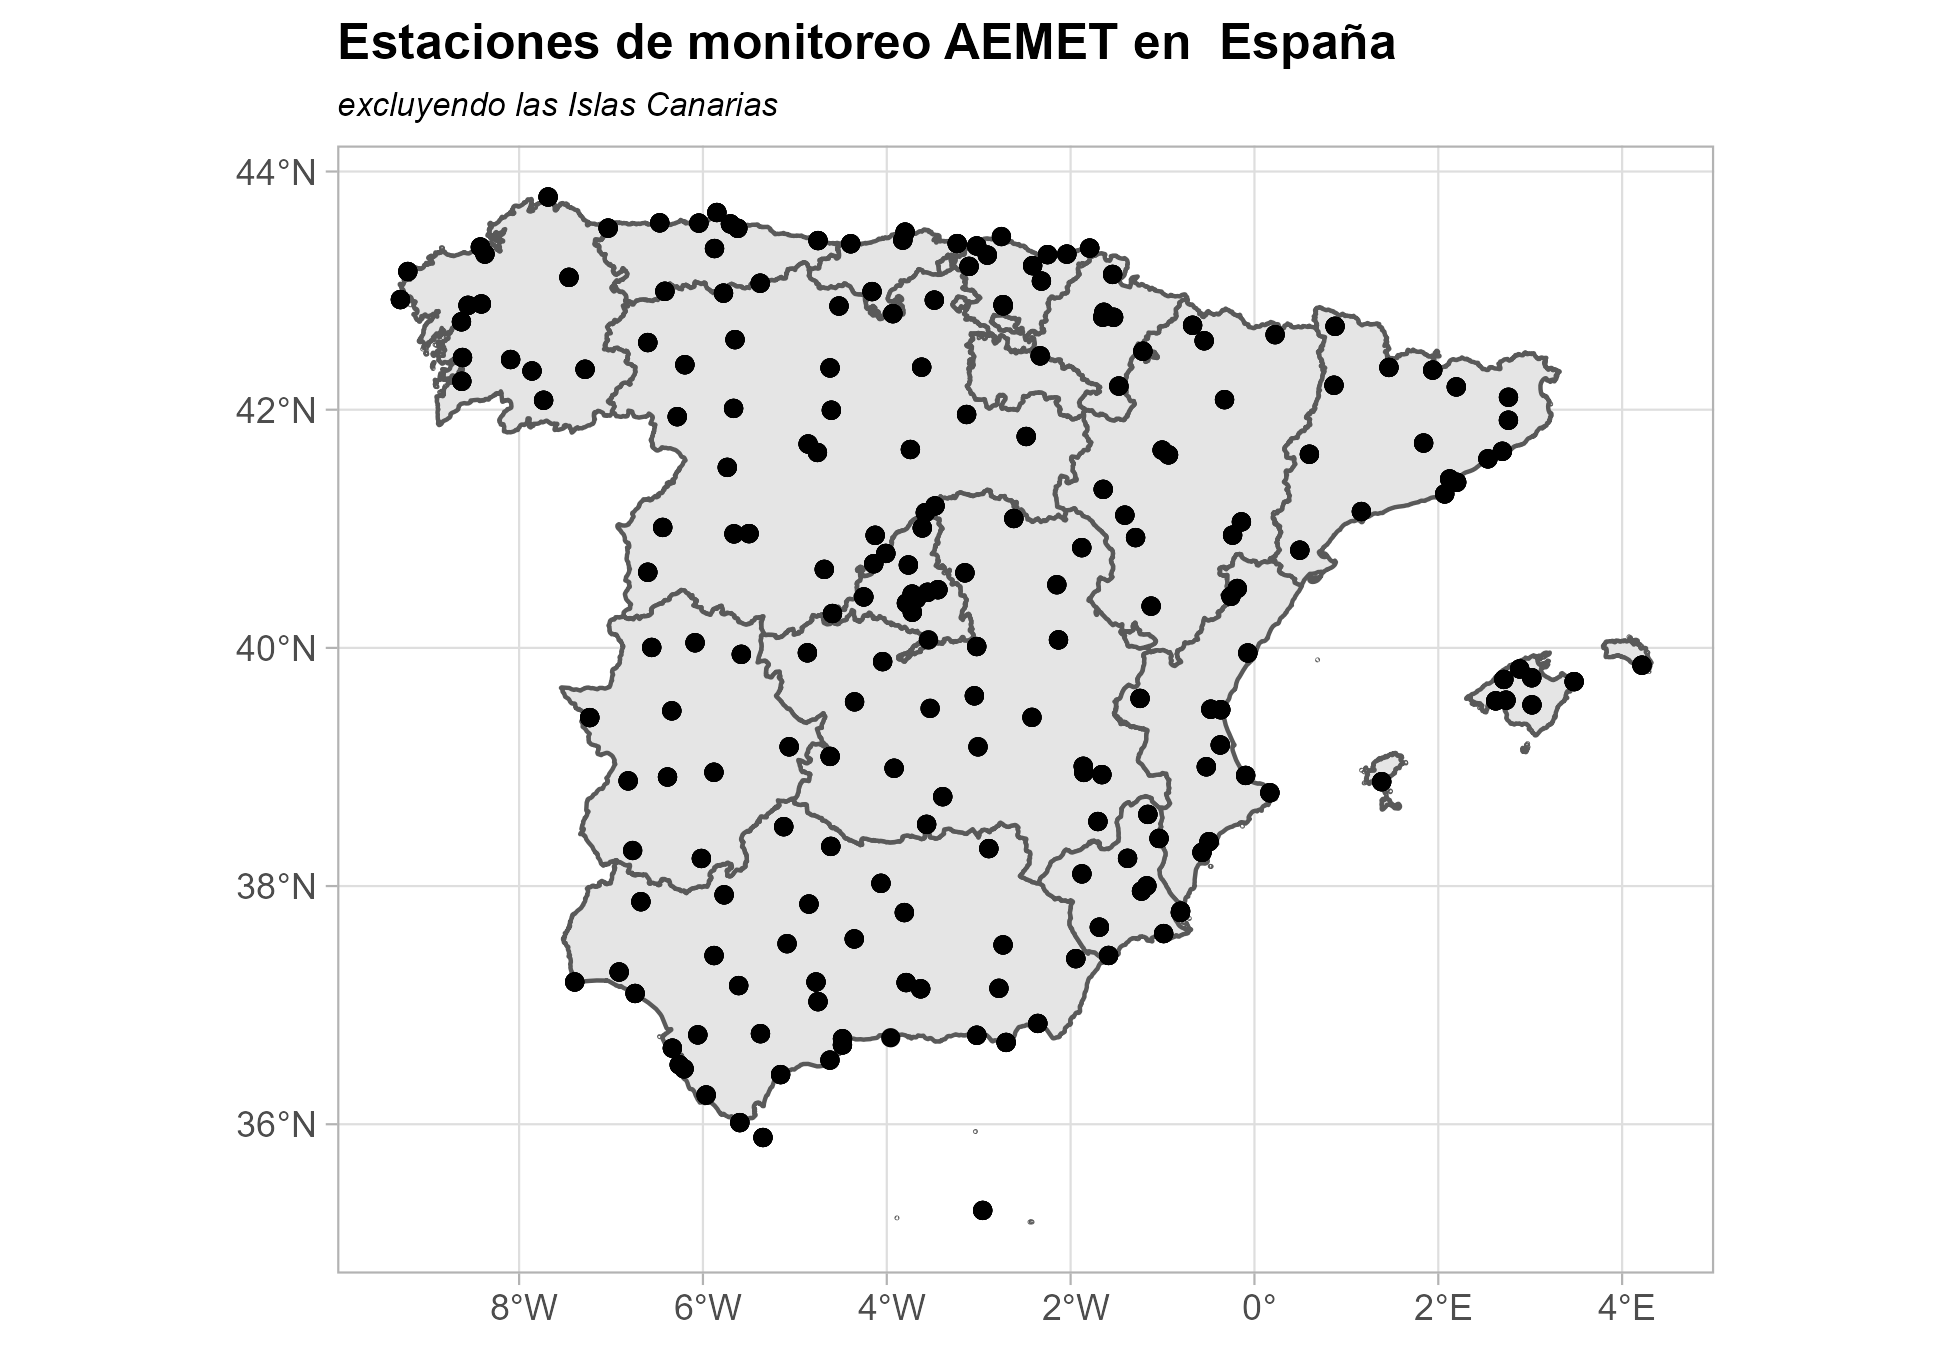 Estaciones de monitoreo AEMET en  España
excluyendo las Islas Canarias
44°N
42°N
40°N
38°N
36°N
8°W 6°W 4°W 2°W 0° 2°E 4°E